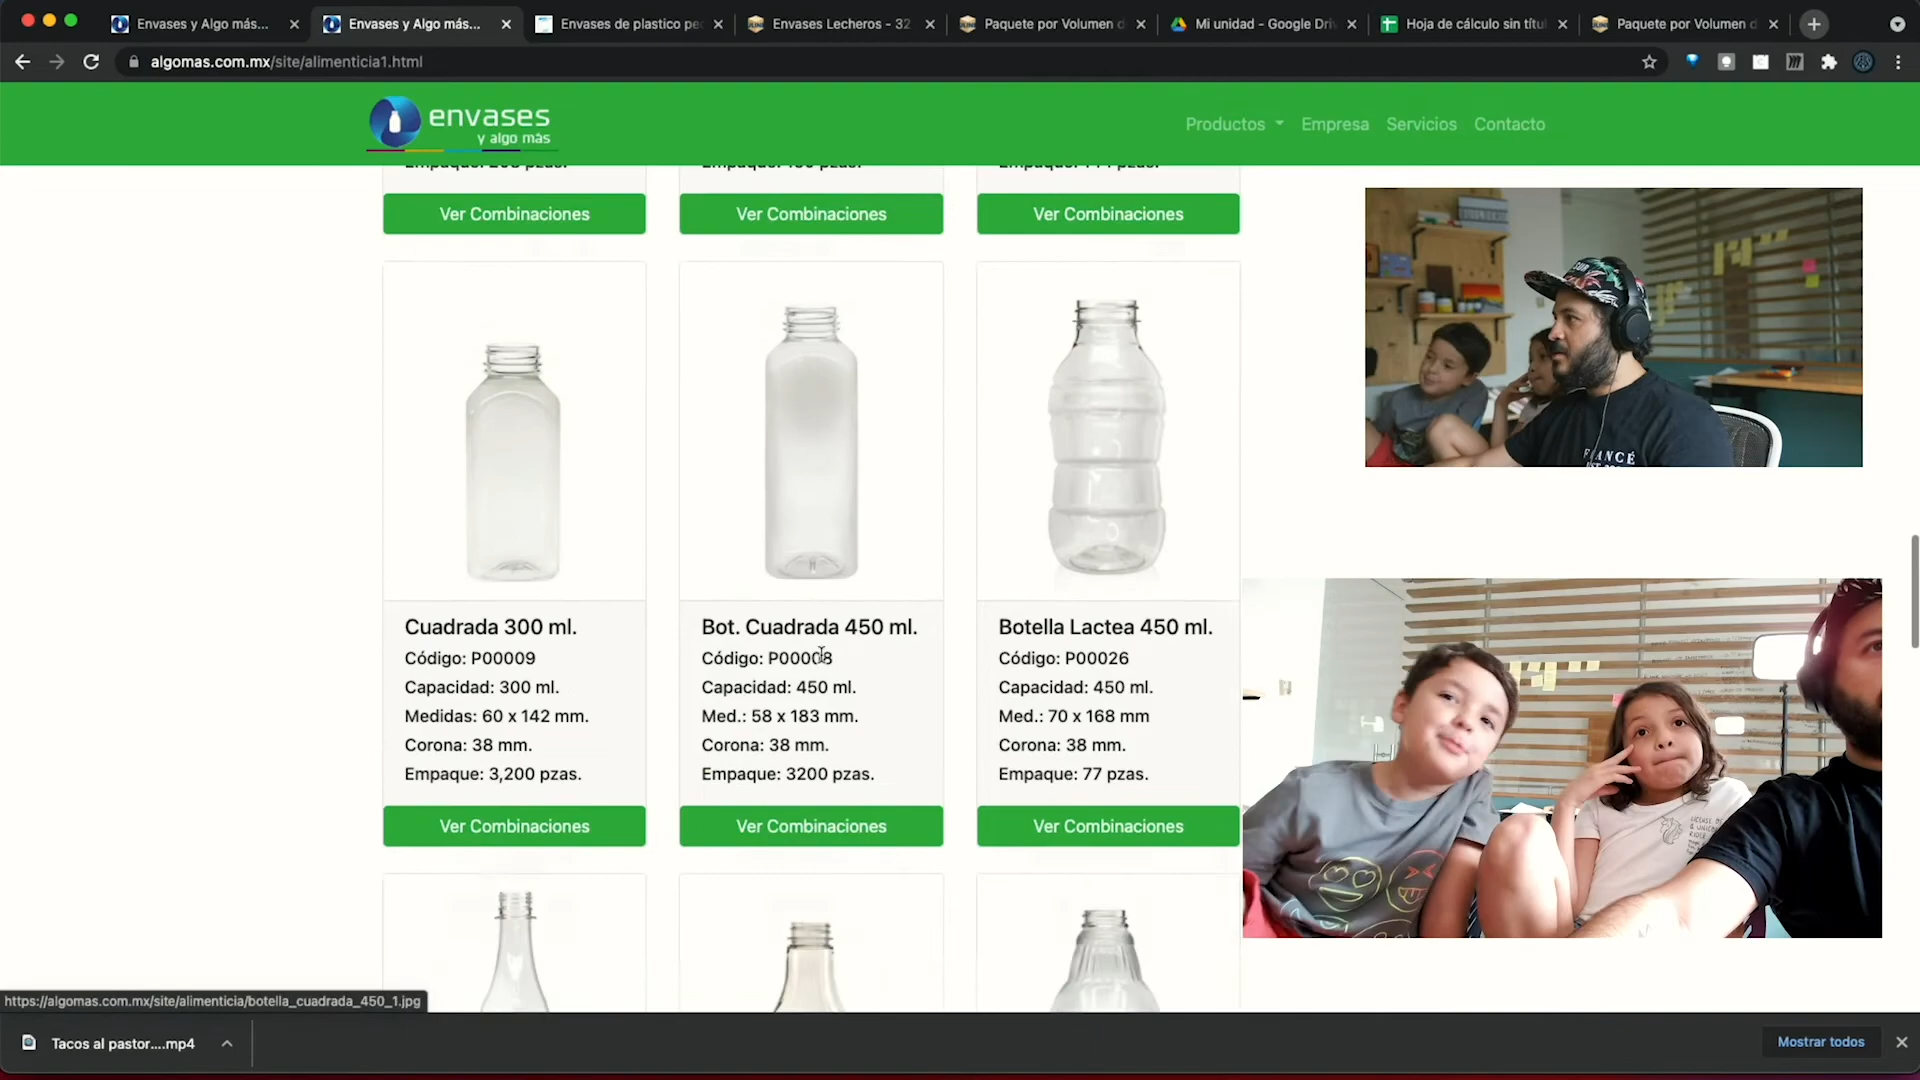 Envases y Algo más...
Envases y Algo más...
Envases de plastico pe
Envases Lecheros - 32
Paquete por Volumen d
Mi unidad - Google Driv
Hoja de cálculo sin títul
Paquete por Volumen d
algomas.com.mx/site/alimenticia1.html
envases
y algo más
Productos
Empresa
Servicios
Contacto
Ver Combinaciones
Ver Combinaciones
Ver Combinaciones
Cuadrada 300 ml.
Código: P00009
Capacidad: 300 ml.
Medidas: 60 x 142 mm.
Corona: 38 mm.
Empaque: 3,200 pzas.
Ver Combinaciones
Bot. Cuadrada 450 ml.
Código: P00008
Capacidad: 450 ml.
Med.: 58 x 183 mm.
Corona: 38 mm.
Empaque: 3200 pzas.
Ver Combinaciones
Botella Lactea 450 ml.
Código: P00026
Capacidad: 450 ml.
Med.: 70 x 168 mm
Corona: 38 mm.
Empaque: 77 pzas.
Ver Combinaciones
https://algomas.com.mx/site/alimenticia/botella_cuadrada_450_1.jpg
Tacos al pastor....mp4
Mostrar todos